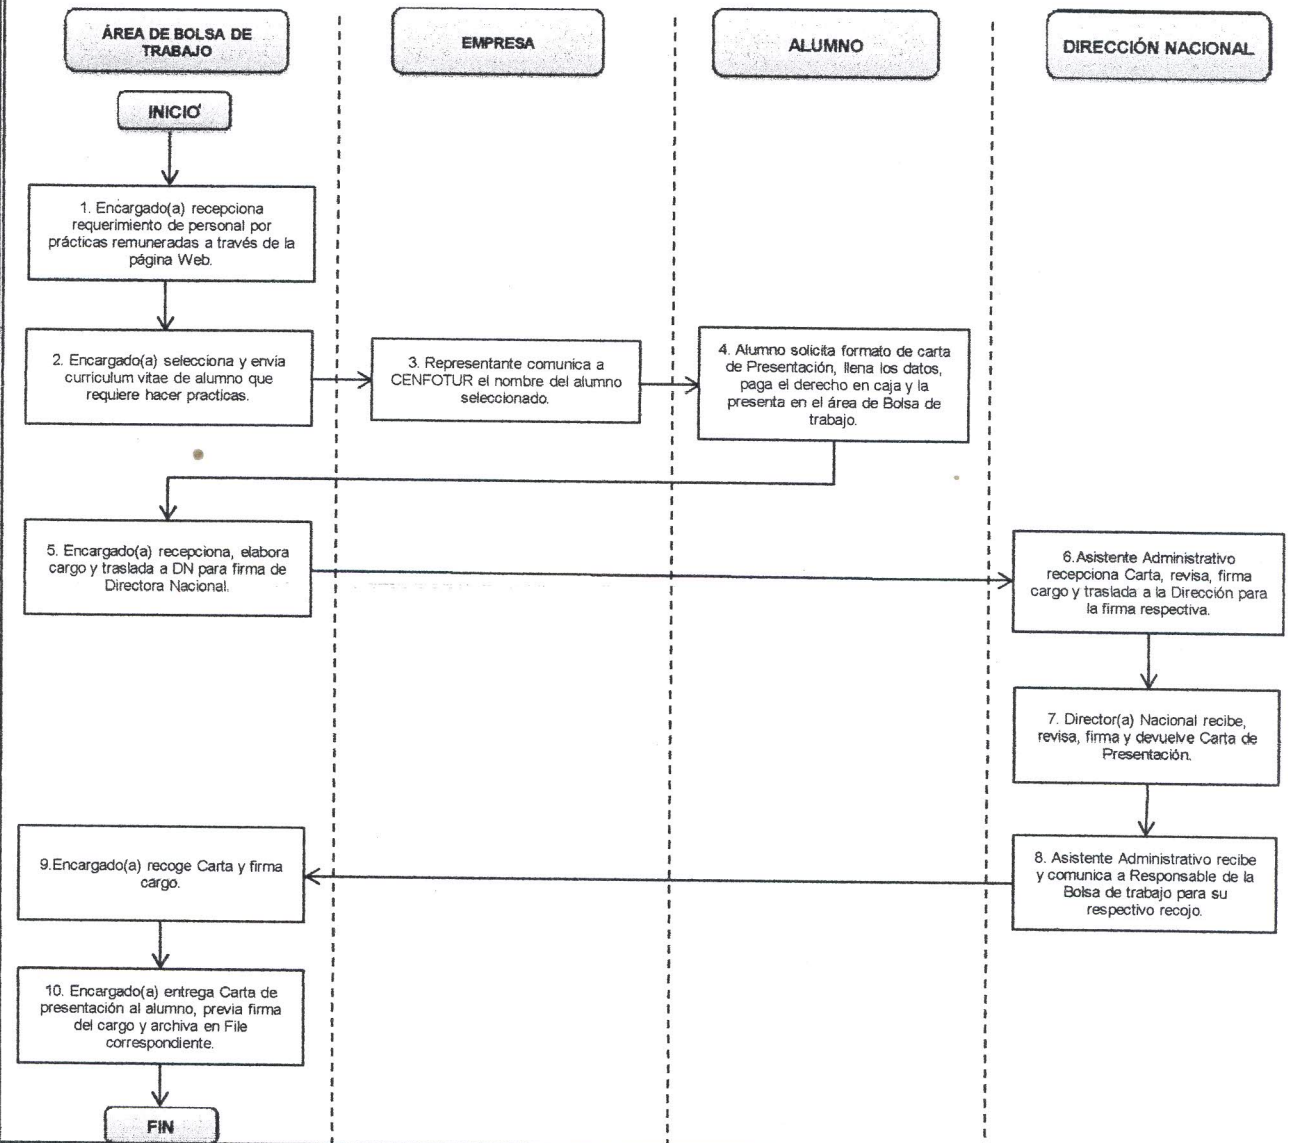 ÁREA DE BOLSA DE
TRABAJO
EMPRESA
ALUMNO
DIRECCIÓN NACIONAL
INICIO
1. Encargado(a) recepciona
requerimiento de personal por
prácticas remuneradas a través de la
página Web.
2. Encargado(a) selecciona y envia
curriculum vitae de alumno que
requiere hacer practicas.
3. Representante comunica a
CENFOTUR el nombre del alumno
seleccionado.
4. Alumno solicita formato de carta
de Presentación, llena los datos,
paga el derecho en caja y la
presenta en el área de Bolsa de
trabajo.
5. Encargado(a) recepciona, elabora
cargo y traslada a DN para firma de
Directora Nacional.
6.Asistente Administrativo
recepciona Carta, revisa, firma
cargo y traslada a la Dirección para
la firma respectiva.
7. Director(a) Nacional recibe,
revisa, firma y devuelve Carta de
Presentación.
8. Asistente Administrativo recibe
y comunica a Responsable de la
Bolsa de trabajo para su
respectivo recojo.
9.Encargado(a) recoge Carta y firma
cargo.
10. Encargado(a) entrega Carta de
presentación al alumno, previa firma
del cargo y archiva en File
correspondiente.
FIN